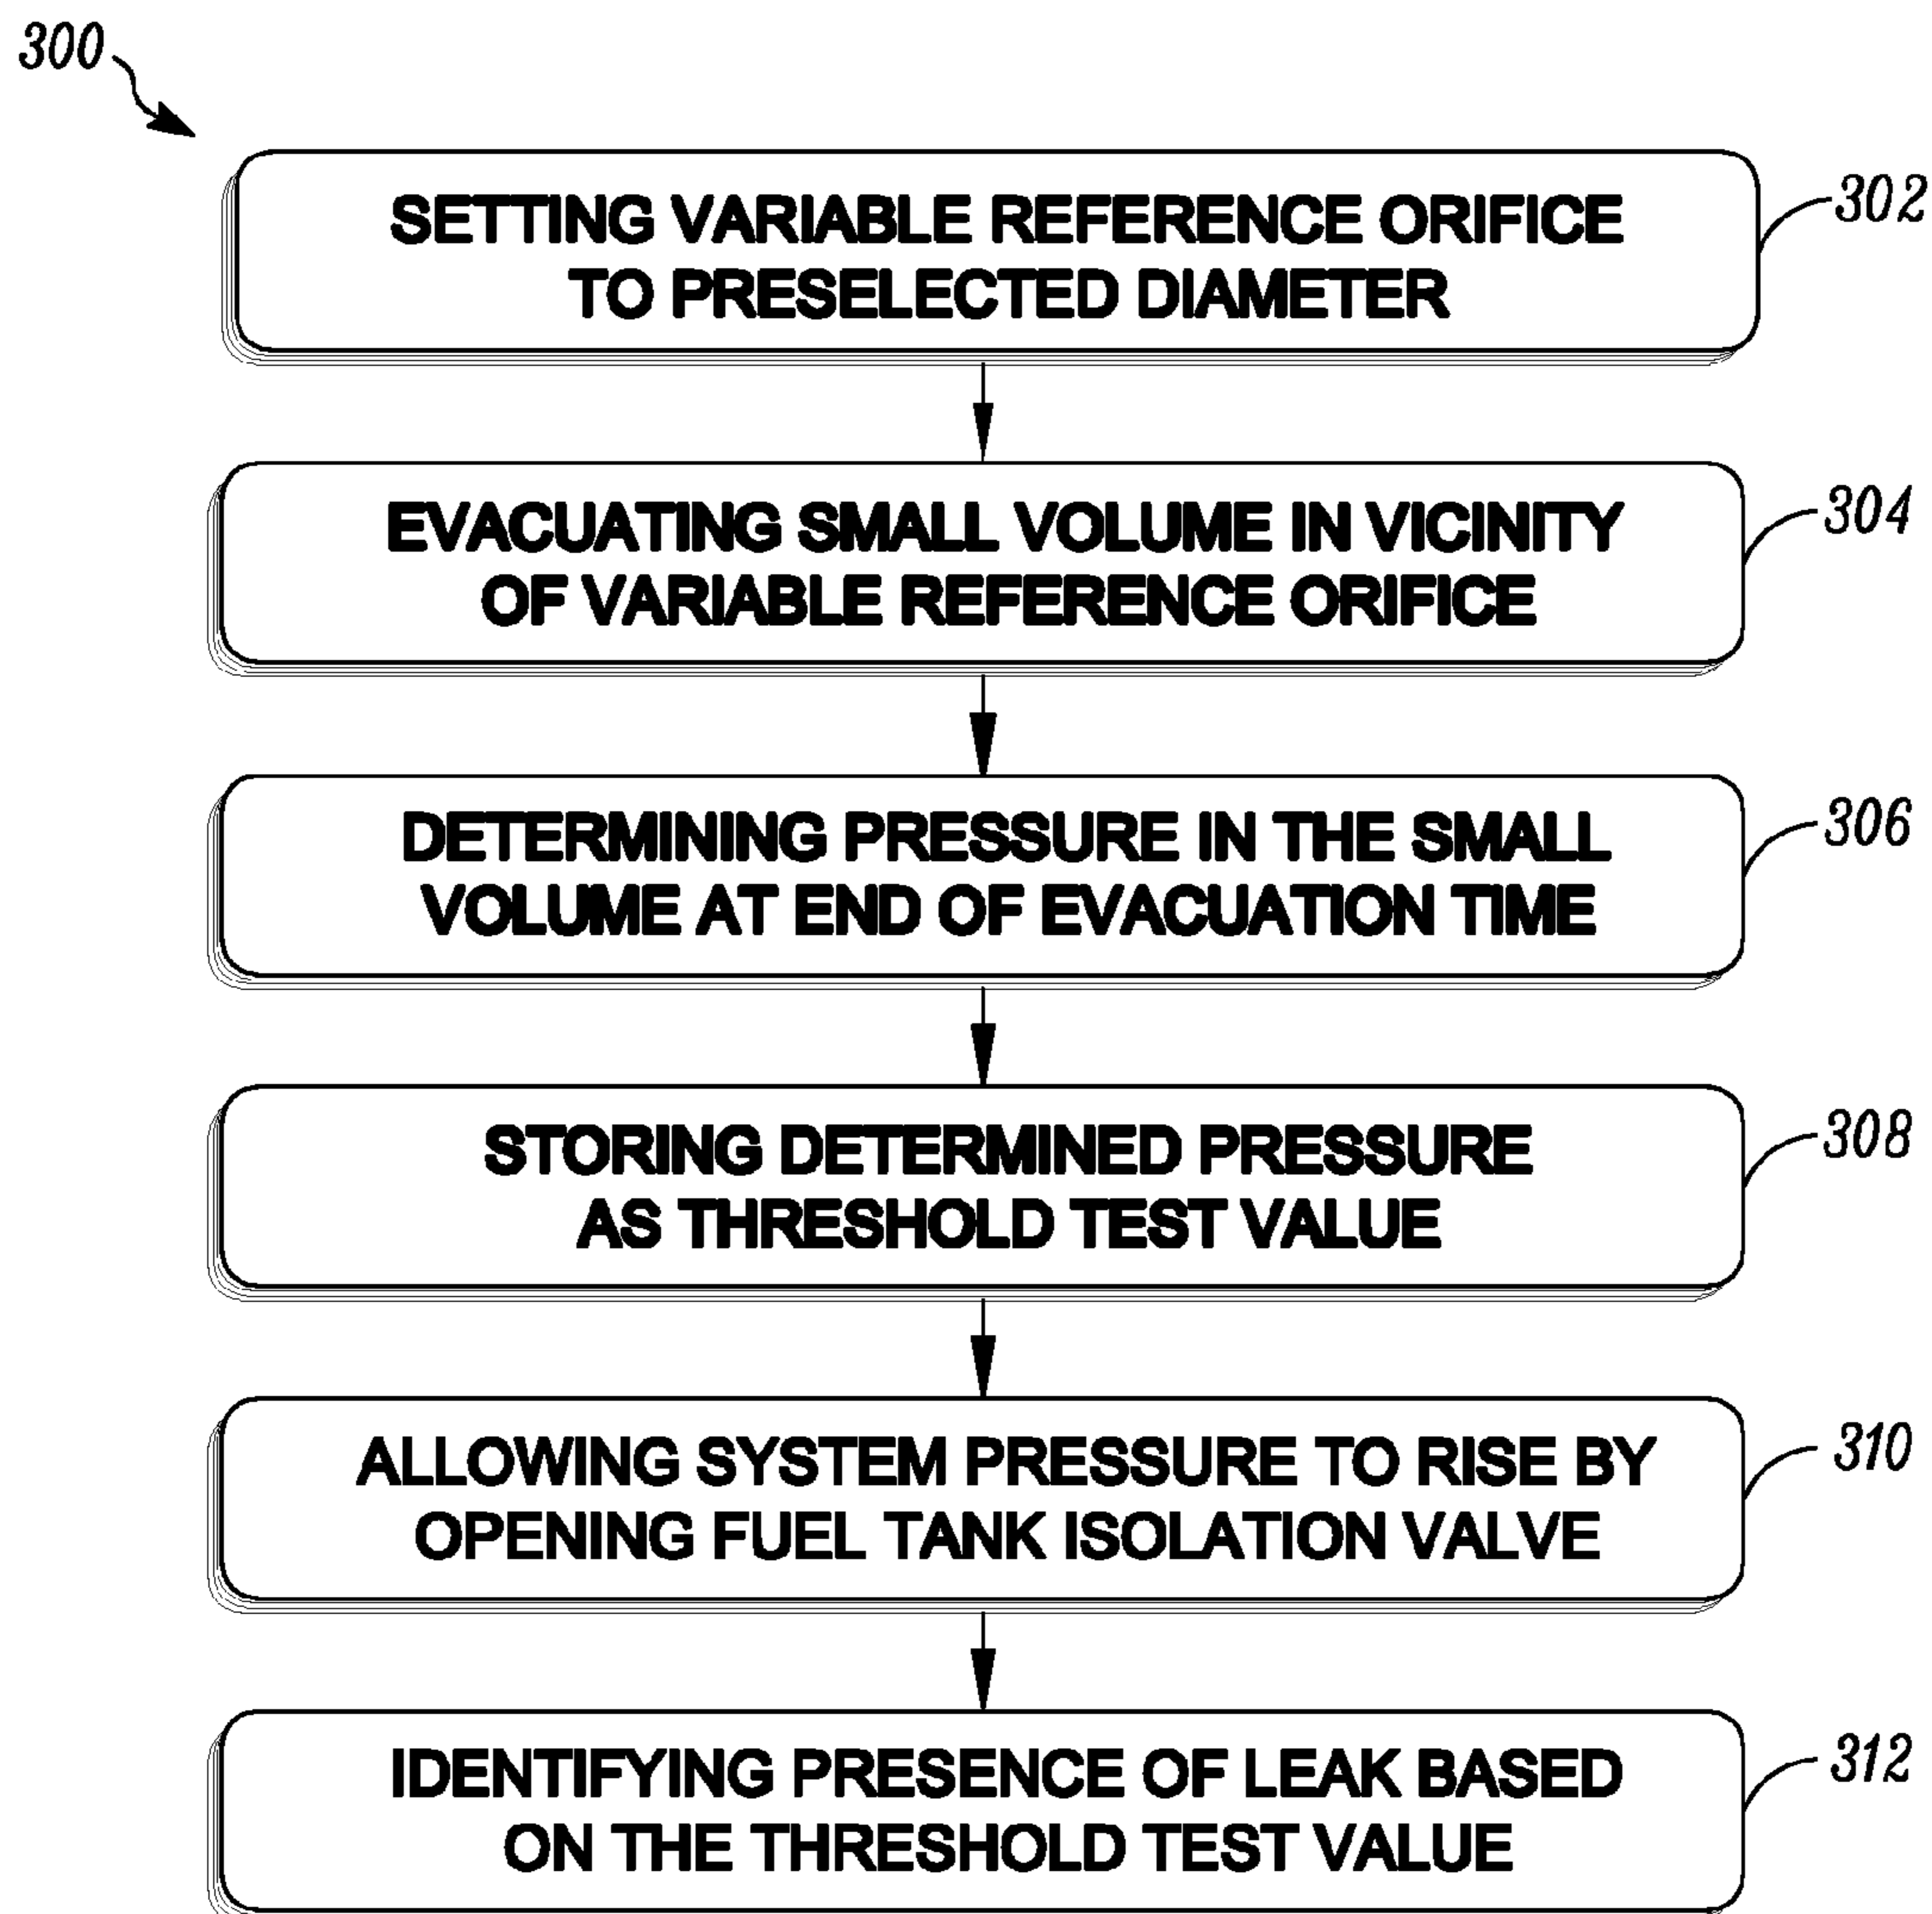 300
SETTING VARIABLE REFERENCE ORIFICE
TO PRESELECTED DIAMETER
302
EVACUATING SMALL VOLUME IN VICINITY
OF VARIABLE REFERENCE ORIFICE
304
DETERMINING PRESSURE IN THE SMALL
VOLUME AT END OF EVACUATION TIME
306
STORING DETERMINED PRESSURE
AS THRESHOLD TEST VALUE
308
ALLOWING SYSTEM PRESSURE TO RISE BY
OPENING FUEL TANK ISOLATION VALVE
310
IDENTIFYING PRESENCE OF LEAK BASED
ON THE THRESHOLD TEST VALUE
312